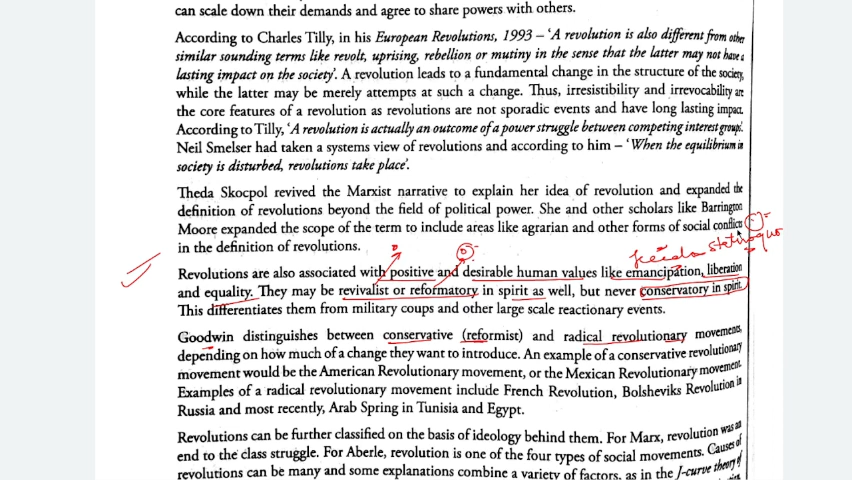 can scale down their demands and agree to share powers with others.
According to Charles Tilly, in his European Revolutions, 1993 – 'A revolution is also different from other
similar sounding terms like revolt, uprising, rebellion or mutiny in the sense that the latter may not have a
lasting impact on the society'. A revolution leads to a fundamental change in the structure of the society,
while the latter may be merely attempts at such a change. Thus, irresistibility and irrevocability are
the core features of a revolution as revolutions are not sporadic events and have long lasting impact.
According to Tilly, 'A revolution is actually an outcome of a power struggle between competing interest groups'.
Neil Smelser had taken a systems view of revolutions and according to him – 'When the equilibrium in
society is disturbed, revolutions take place'.
Theda Skocpol revived the Marxist narrative to explain her idea of revolution and expanded the
definition of revolutions beyond the field of political power. She and other scholars like Barrington
Moore expanded the scope of the term to include areas like agrarian and other forms of social conflicts
in the definition of revolutions.
statusquo
Revolutions are also associated with positive and desirable human values like emancipation, liberation
and equality. They may be revivalist or reformatory in spirit as well, but never conservatory in spirit.
This differentiates them from military coups and other large scale reactionary events.
Goodwin distinguishes between conservative (reformist) and radical revolutionary movements,
depending on how much of a change they want to introduce. An example of a conservative revolutionary
movement would be the American Revolutionary movement, or the Mexican Revolutionary movement.
Examples of a radical revolutionary movement include French Revolution, Bolsheviks Revolution in
Russia and most recently, Arab Spring in Tunisia and Egypt.
Revolutions can be further classified on the basis of ideology behind them. For Marx, revolution was an
end to the class struggle. For Aberle, revolution is one of the four types of social movements. Causes of
revolutions can be many and some explanations combine a variety of factors, as in the J-curve theory of